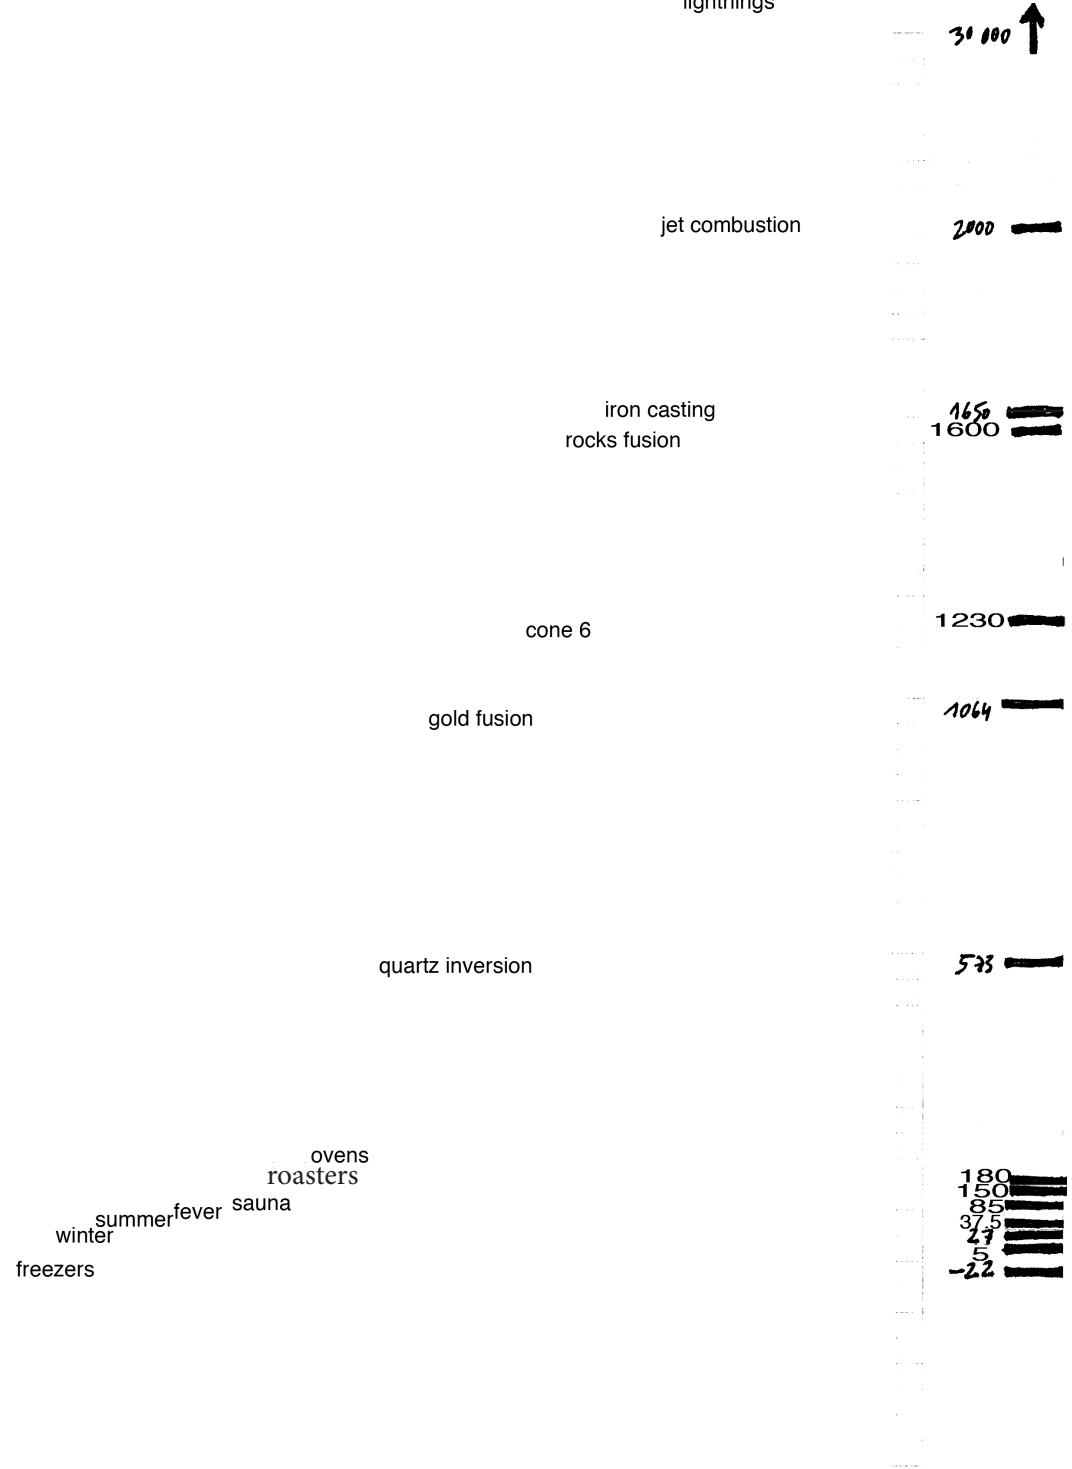 lightnings
30 000
jet combustion 2000
iron casting 1650
1600
rocks fusion
1230
cone 6
1064
gold fusion
quartz inversion 573
ovens
roasters 180
150
sauna 85
fever
summer 37.5
winter 27
5
freezers -22